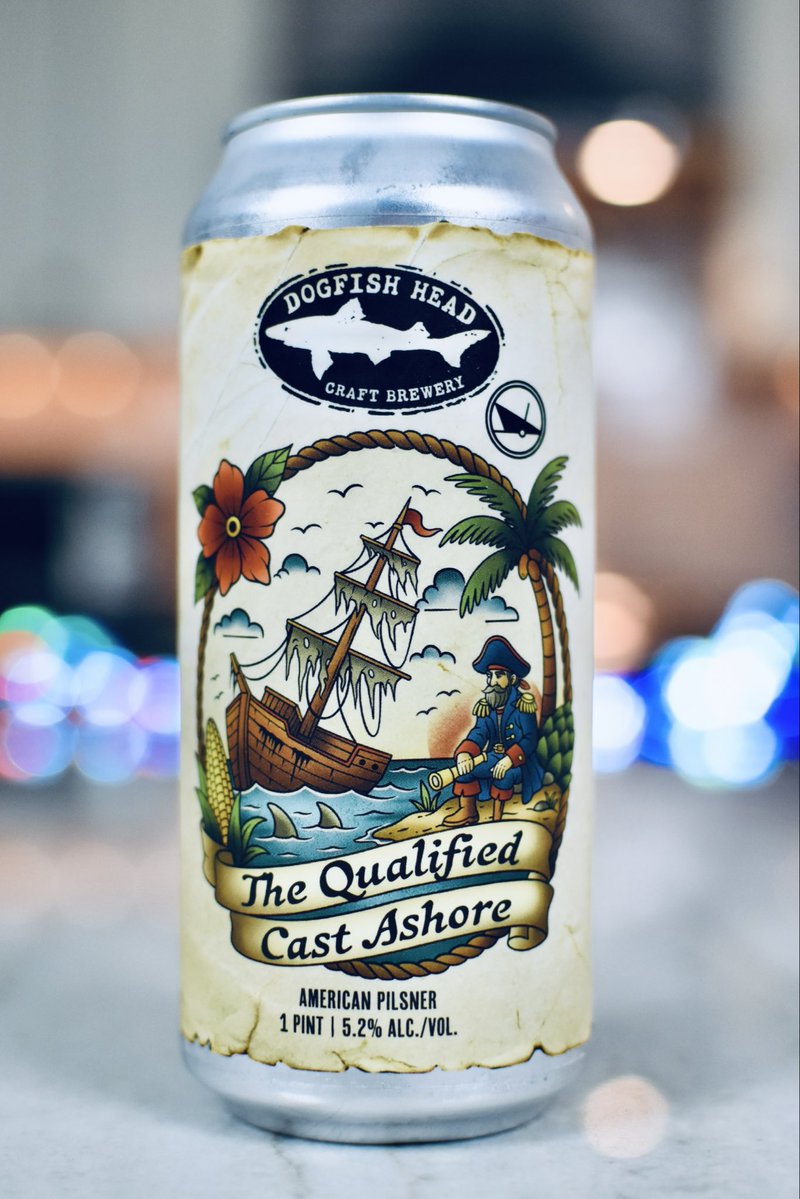 DOGFISH HEAD
CRAFT BREWERY
The Qualified
Cast Ashore
AMERICAN PILSNER
1 PINT | 5.2% ALC./VOL.